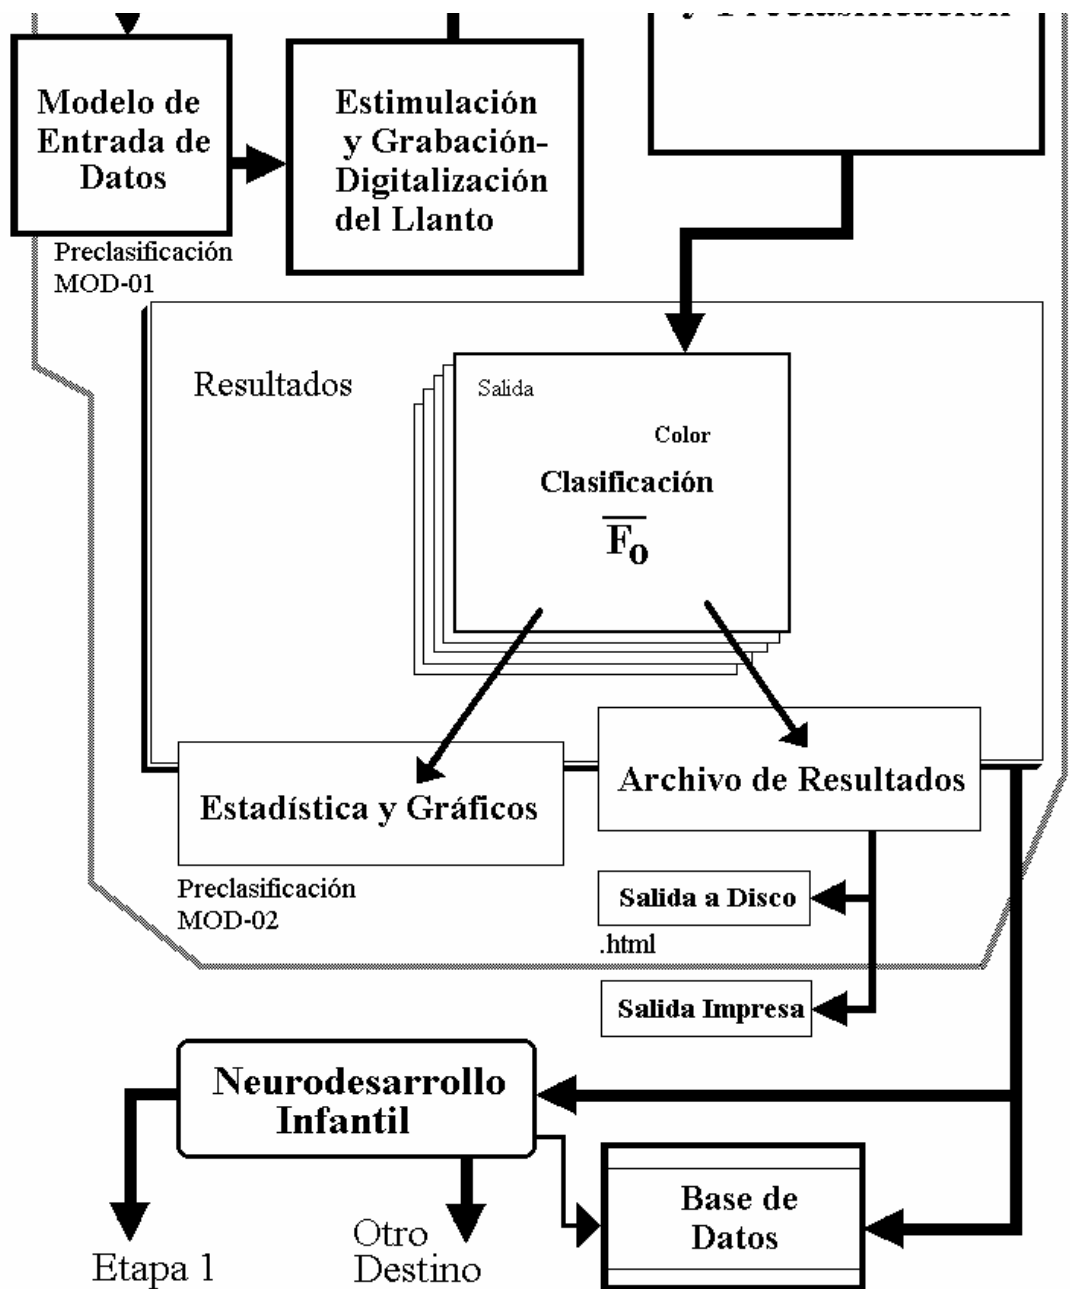 y Preclasificación
Modelo de
Entrada de
Datos
Estimulación
y Grabación-
Digitalización
del Llanto
Preclasificación
MOD-01
Resultados
Salida
Color
Clasificación
F̅o
Estadística y Gráficos
Archivo de Resultados
Preclasificación
MOD-02
Salida a Disco
.html
Salida Impresa
Neurodesarrollo
Infantil
Base de
Datos
Otro
Destino
Etapa 1